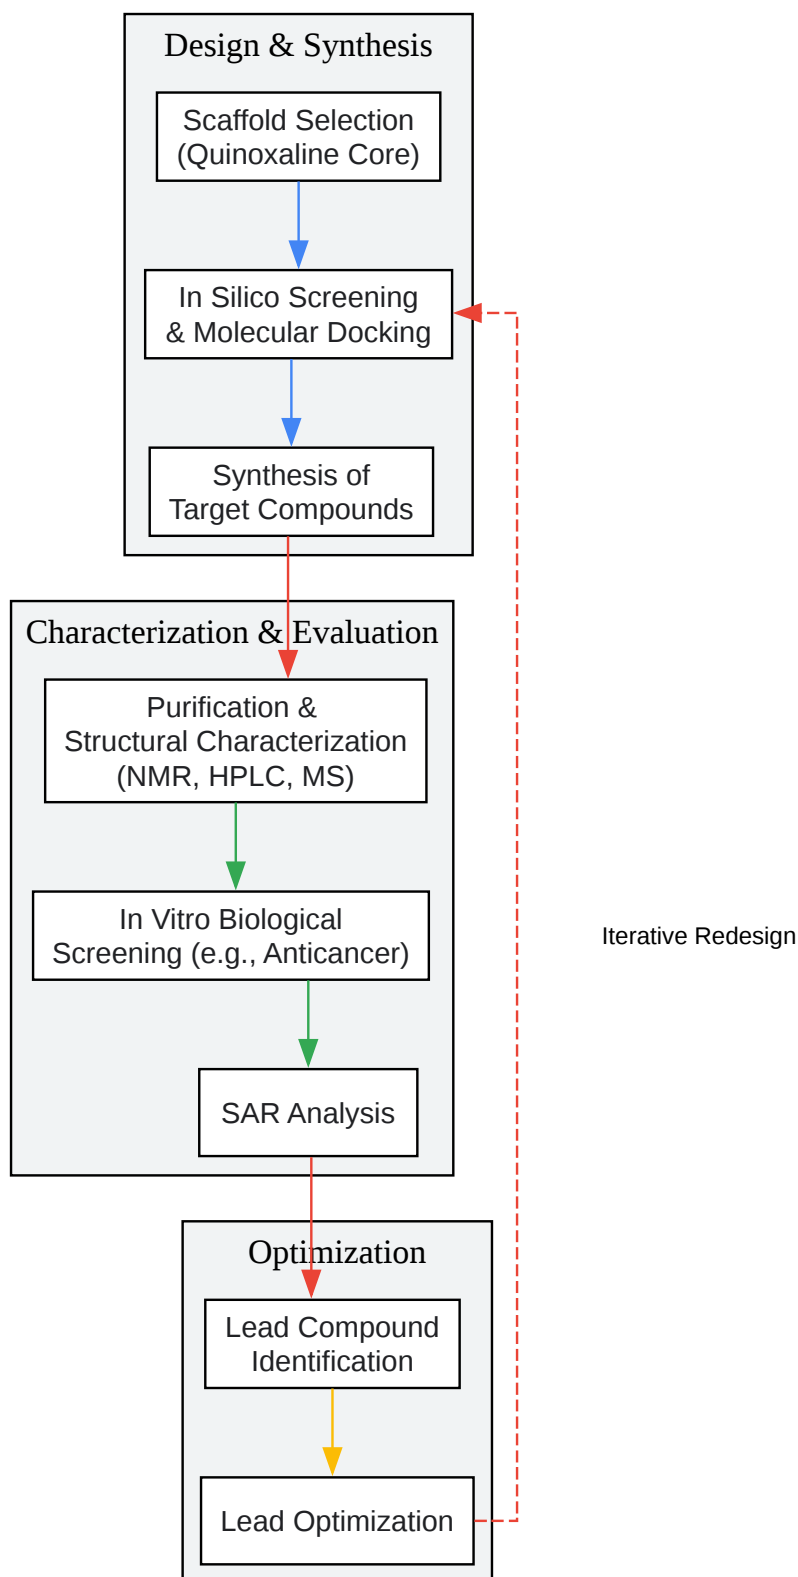 Design & Synthesis
Scaffold Selection
(Quinoxaline Core)
In Silico Screening
& Molecular Docking
Synthesis of
Target Compounds
Characterization & Evaluation
Purification &
Structural Characterization
(NMR, HPLC, MS)
In Vitro Biological
Screening (e.g., Anticancer)
Iterative Redesign
SAR Analysis
Optimization
Lead Compound
Identification
Lead Optimization